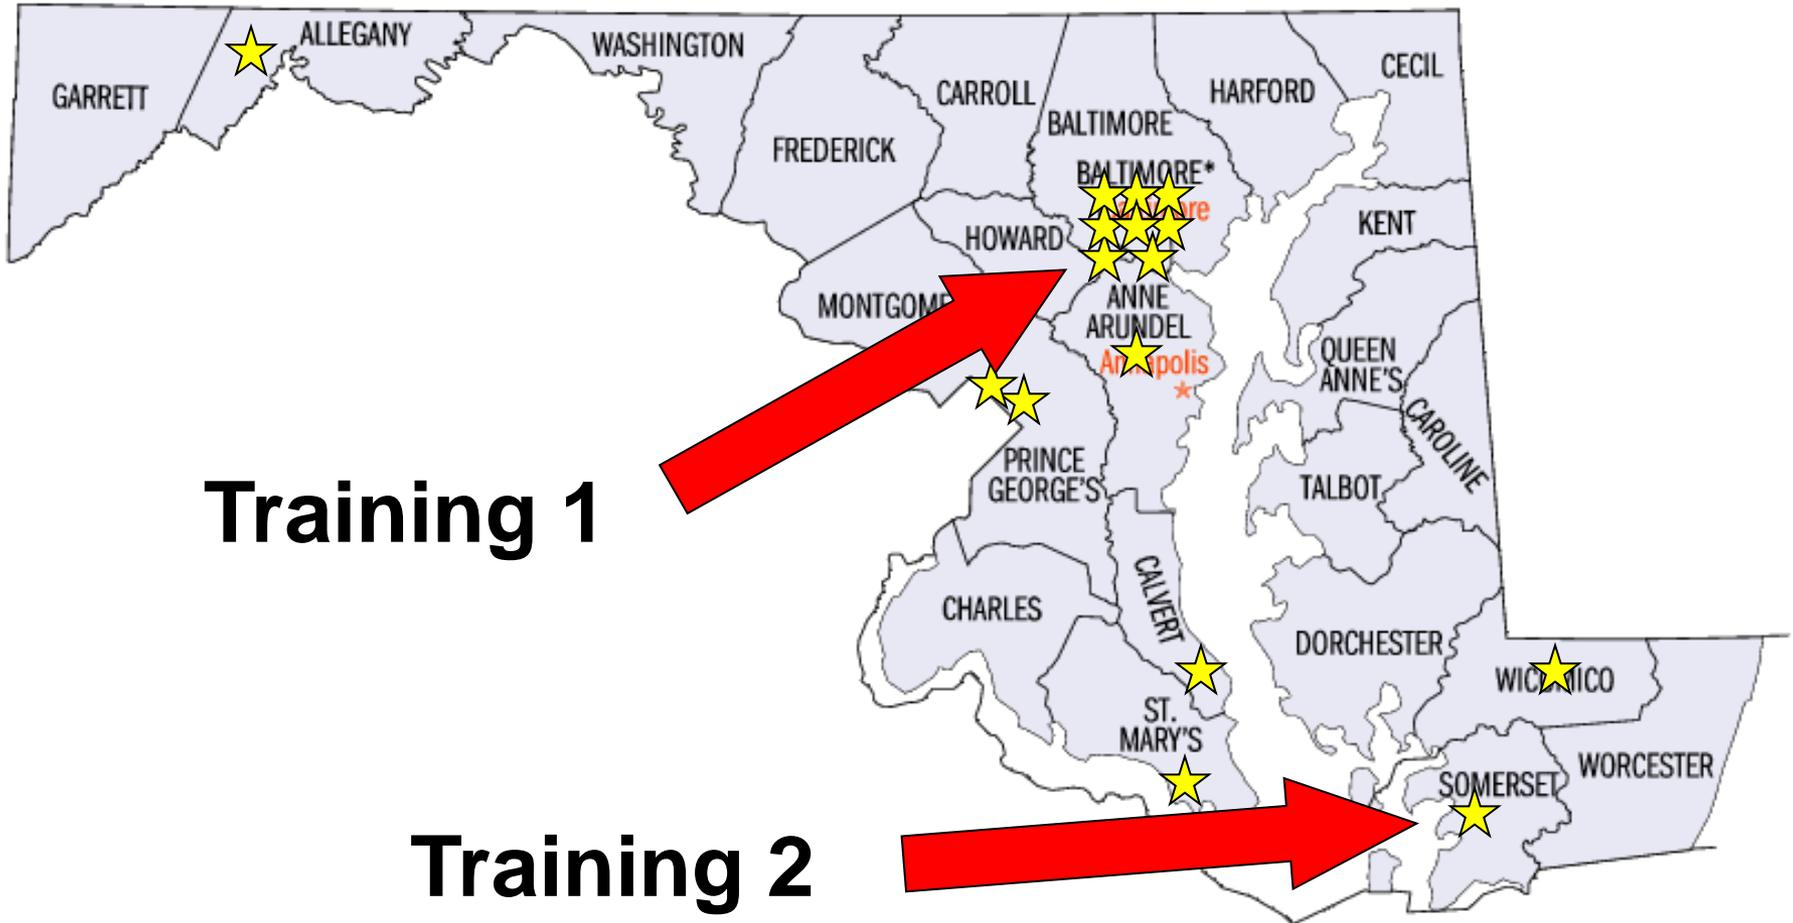 ALLEGANY
WASHINGTON
GARRETT
CARROLL
CECIL
HARFORD
BALTIMORE
FREDERICK
BALTIMORE*
HOWARD
KENT
ANNE
ARUNDEL
QUEEN
ANNE'S
CAROLINE
PRINCE
GEORGE'S
TALBOT
Training 1
CALVERT
CHARLES
DORCHESTER
ST.
MARY'S
WORCESTER
SOMERSET
Training 2